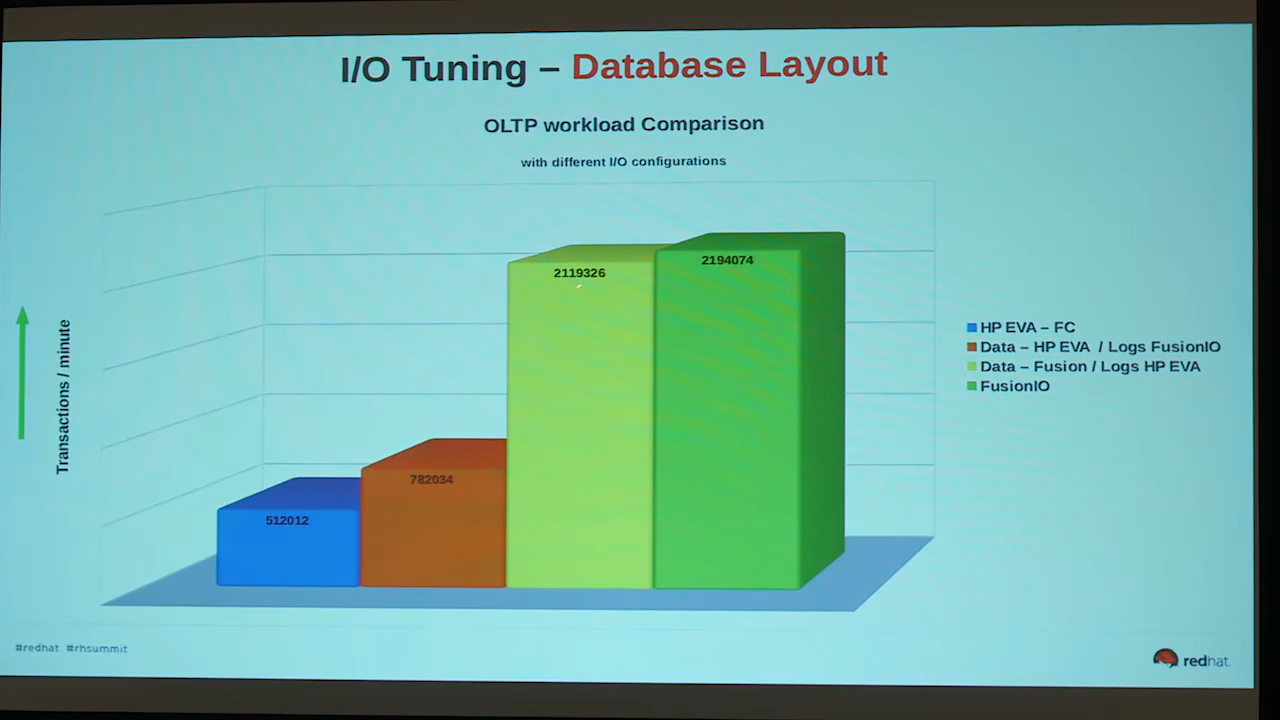 I/O Tuning – Database Layout
OLTP workload Comparison
with different I/O configurations
Transactions / minute
512012
782034
2119326
2194074
HP EVA – FC
Data – HP EVA / Logs FusionIO
Data – Fusion / Logs HP EVA
FusionIO
#redhat #rhsummit
redhat.